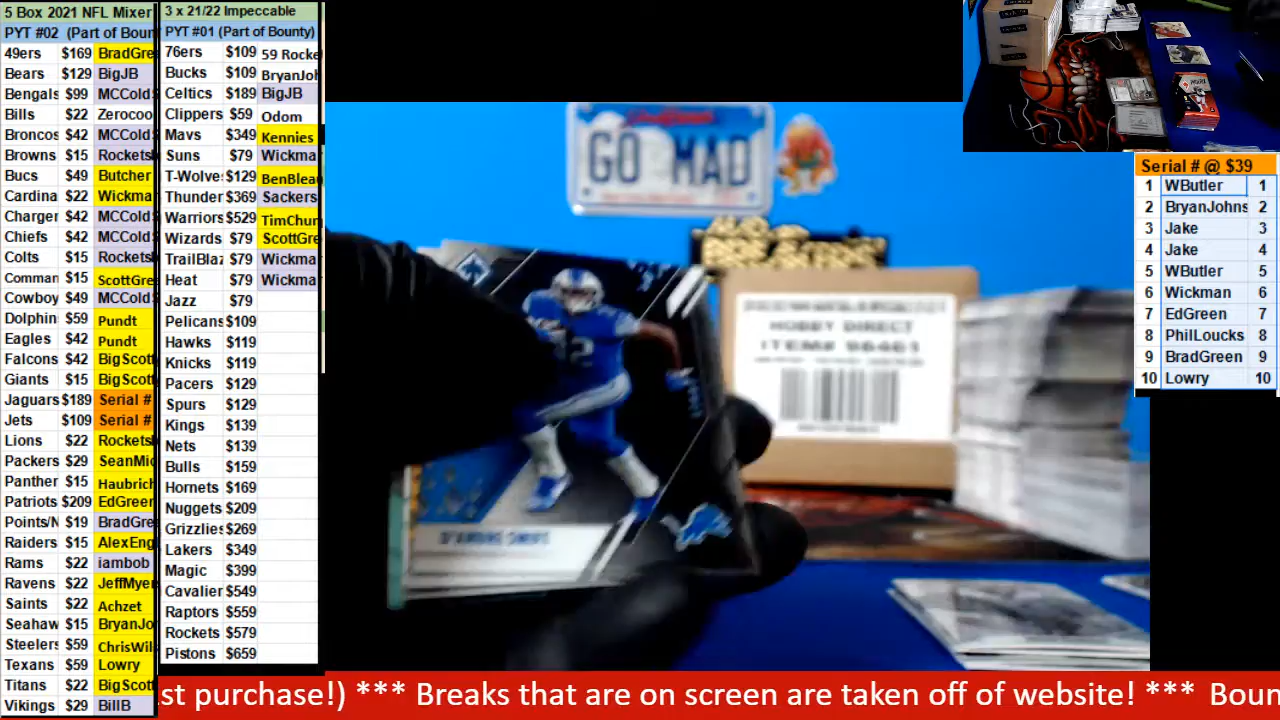 5 Box 2021 NFL Mixer
PYT #02 (Part of Boun
49ers $169 BradGre
Bears $129 BigJB
Bengals $99 MCCold
Bills $22 Zerocoo
Broncos $42 MCCold
Browns $15 Rockets
Bucs $49 Butcher
Cardina $22 Wickma
Charger $42 MCCold
Chiefs $42 MCCold
Colts $15 Rockets
Comman $15 ScottGre
Cowboy $49 MCCold
Dolphin $59 Pundt
Eagles $42 Pundt
Falcons $42 BigScott
Giants $15 BigScott
Jaguars $189 Serial #
Jets $109 Serial #
Lions $22 Rockets
Packers $29 SeanMic
Panther $15 Haubrich
Patriots $209 EdGreen
Points/N $19 BradGre
Raiders $15 AlexEng
Rams $22 iambob
Ravens $22 JeffMyer
Saints $22 Achzet
Seahaw $15 BryanJo
Steelers $59 ChrisWil
Texans $59 Lowry
Titans $22 BigScott
Vikings $29 BillB
3 x 21/22 Impeccable
PYT #01 (Part of Bounty)
76ers $109 59 Rocke
Bucks $109 BryanJoh
Celtics $189 BigJB
Clippers $59 Odom
Mavs $349 Kennies
Suns $79 Wickma
T-Wolve $129 BenBleau
Thunder $369 Sackers
Warriors $529 TimChun
Wizards $79 ScottGre
TrailBlaz $79 Wickma
Heat $79 Wickma
Jazz $79
Pelicans $109
Hawks $119
Knicks $119
Pacers $129
Spurs $129
Kings $139
Nets $139
Bulls $159
Hornets $169
Nuggets $209
Grizzlies $269
Lakers $349
Magic $399
Cavalier $549
Raptors $559
Rockets $579
Pistons $659
GO MAD
HOBBY DIRECT
ITEM# 96461
D'ANDRE SWIFT
Serial # @ $39
1 WButler 1
2 BryanJohns 2
3 Jake 3
4 Jake 4
5 WButler 5
6 Wickman 6
7 EdGreen 7
8 PhilLoucks 8
9 BradGreen 9
10 Lowry 10
st purchase!) *** Breaks that are on screen are taken off of website! *** Boun